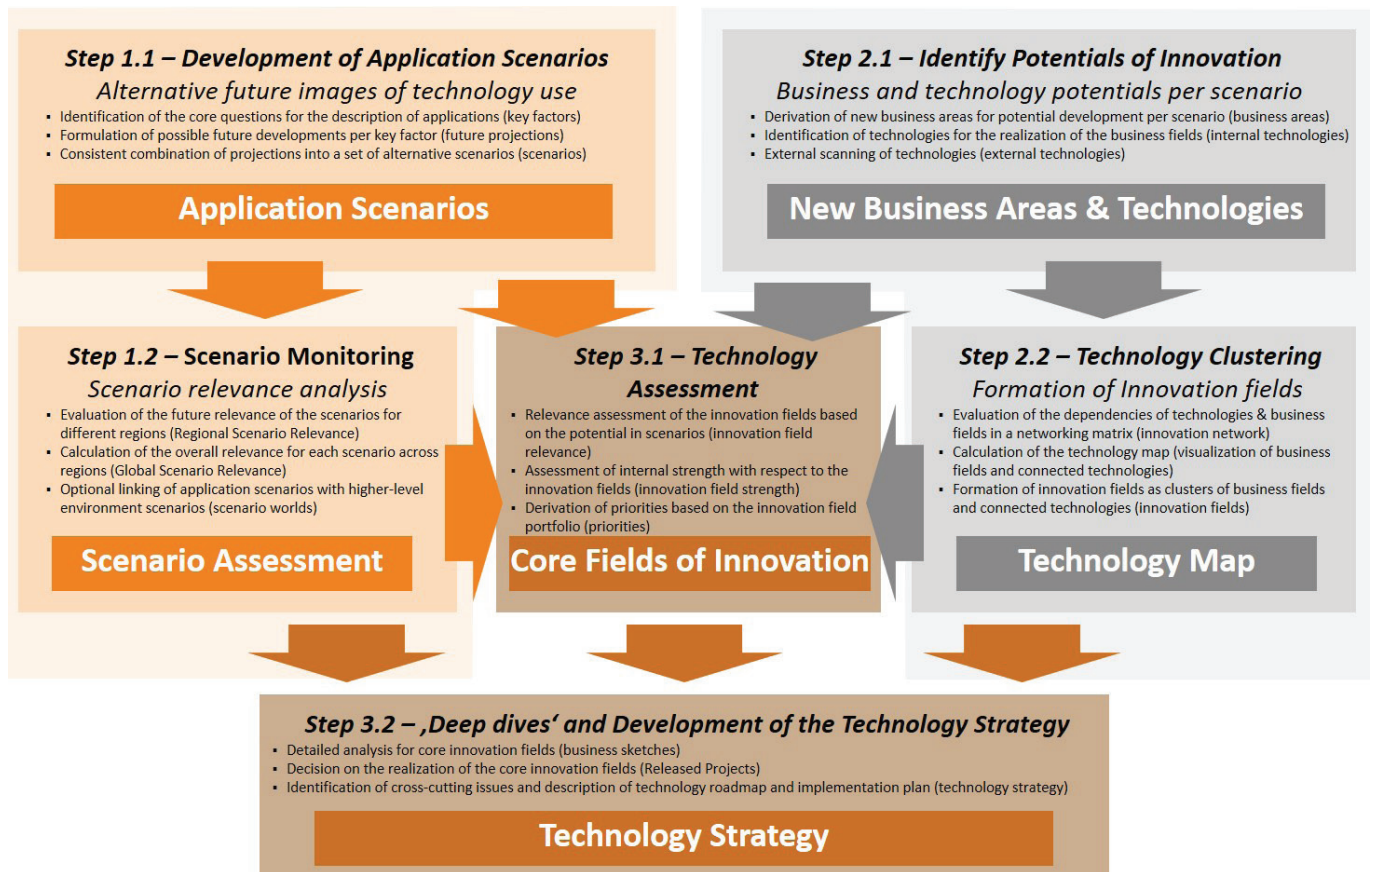 Step 1.1 – Development of Application Scenarios
Alternative future images of technology use
▪ Identification of the core questions for the description of applications (key factors)
▪ Formulation of possible future developments per key factor (future projections)
▪ Consistent combination of projections into a set of alternative scenarios (scenarios)
Application Scenarios
Step 2.1 – Identify Potentials of Innovation
Business and technology potentials per scenario
▪ Derivation of new business areas for potential development per scenario (business areas)
▪ Identification of technologies for the realization of the business fields (internal technologies)
▪ External scanning of technologies (external technologies)
New Business Areas & Technologies
Step 1.2 – Scenario Monitoring
Scenario relevance analysis
▪ Evaluation of the future relevance of the scenarios for
different regions (Regional Scenario Relevance)
▪ Calculation of the overall relevance for each scenario across
regions (Global Scenario Relevance)
▪ Optional linking of application scenarios with higher-level
environment scenarios (scenario worlds)
Scenario Assessment
Step 3.1 – Technology
Assessment
▪ Relevance assessment of the innovation fields based
on the potential in scenarios (innovation field
relevance)
▪ Assessment of internal strength with respect to the
innovation fields (innovation field strength)
▪ Derivation of priorities based on the innovation field
portfolio (priorities)
Core Fields of Innovation
Step 2.2 – Technology Clustering
Formation of Innovation fields
▪ Evaluation of the dependencies of technologies & business
fields in a networking matrix (innovation network)
▪ Calculation of the technology map (visualization of business
fields and connected technologies)
▪ Formation of innovation fields as clusters of business fields
and connected technologies (innovation fields)
Technology Map
Step 3.2 – ‚Deep dives‘ and Development of the Technology Strategy
▪ Detailed analysis for core innovation fields (business sketches)
▪ Decision on the realization of the core innovation fields (Released Projects)
▪ Identification of cross-cutting issues and description of technology roadmap and implementation plan (technology strategy)
Technology Strategy